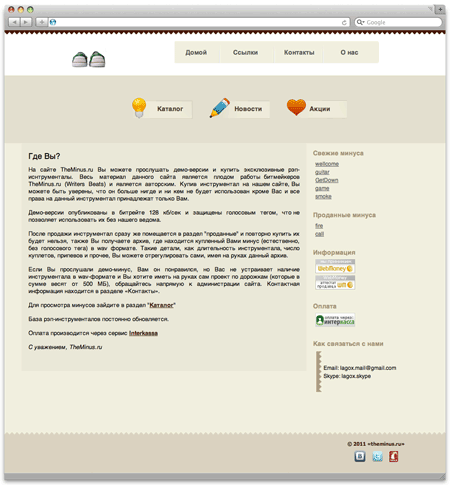 Google
Домой Ссылки Контакты О нас
Каталог Новости Акции
Где Вы?
На сайте TheMinus.ru Вы можете прослушать демо-версии и купить эксклюзивные рэп-
иснтрументалы. Весь материал данного сайта является плодом работы битмейкеров
TheMinus.ru (Writers Beats) и является авторским. Купив инструментал на нашем сайте, Вы
можете быть уверены, что он больше нигде и ни кем не будет использован кроме Вас и все
права на данный инструментал принадлежат только Вам.
Демо-версии опубликованы в битрейте 128 кб/сек и защищены голосовым тегом, что не
позволяет использовать их без нашего ведома.
После продажи инструментал сразу же помещается в раздел "проданные" и повторно купить их
будет нельзя, также Вы получаете архив, где находится купленный Вами минус (естественно,
без голосового тега) в wav формате. Такие детали, как длительность инструментала, число
куплетов, припевов и прочее, Вы можете отрегулировать сами, имея на руках данный архив.
Если Вы прослушали демо-минус, Вам он понравился, но Вас не устраивает наличие
инструментала в wav-формате и Вы хотите иметь на руках сам проект по дорожкам (которые в
сумме весят от 500 МБ), обращайтесь напрямую к администрации сайта. Контактная
информация находится в разделе «Контакты».
Для просмотра минусов зайдите в раздел "Каталог"
База рэп-инструменталов постоянно обновляется.
Оплата производится через сервис Interkassa
С уважением, TheMinus.ru
Свежие минуса
wellcome
guitar
GetDown
game
smoke
Проданные минуса
fire
call
Информация
WebMoney
Оплата
оплата через:
интеркасса
Как связаться с нами
Email: lagox.mail@gmail.com
Skype: lagox.skype
© 2011 «theminus.ru»